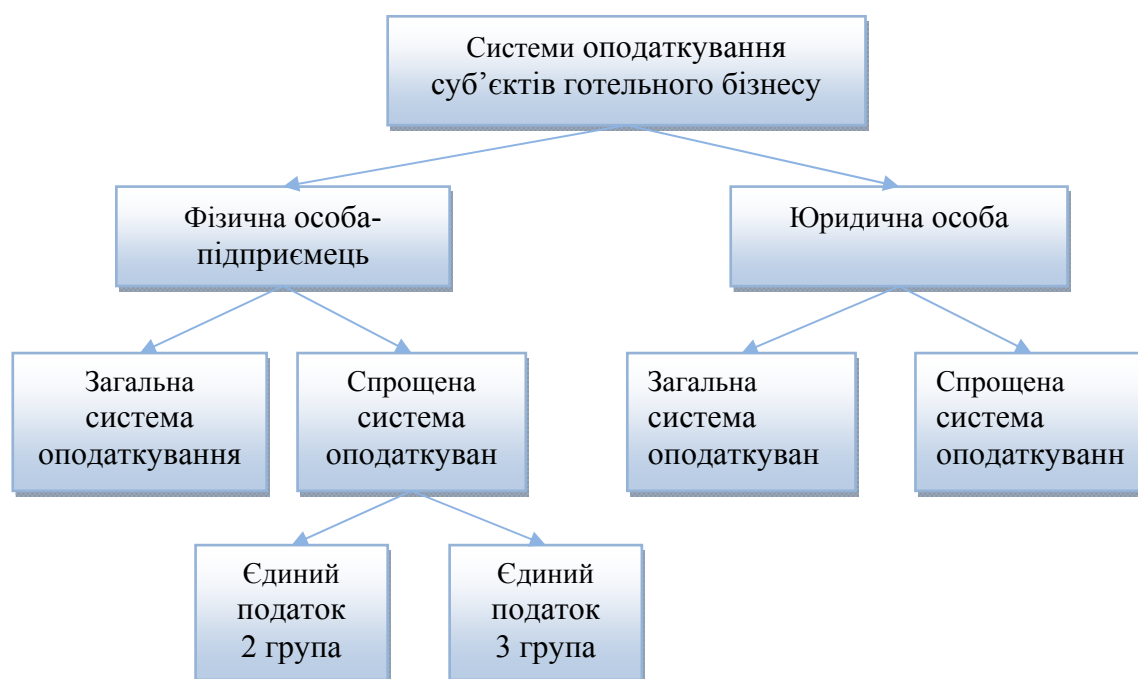 Системи оподаткування
суб’єктів готельного бізнесу
Фізична особа-
підприємець
Юридична особа
Загальна
система
оподаткування
Спрощена
система
оподаткуван
Загальна
система
оподаткуван
Спрощена
система
оподаткуванн
Єдиний
податок
2 група
Єдиний
податок
3 група